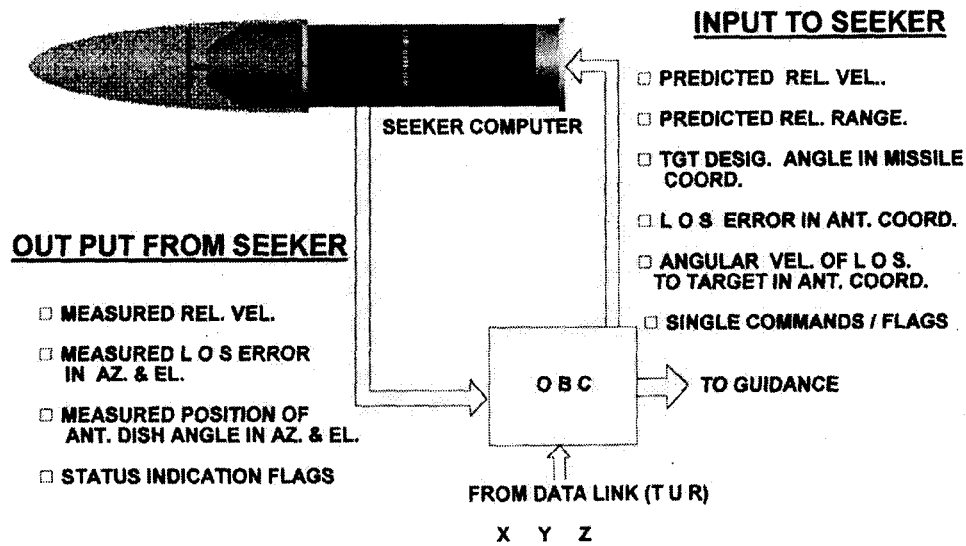 INPUT TO SEEKER
PREDICTED REL. VEL..
PREDICTED REL. RANGE.
TGT DESIG. ANGLE IN MISSILE
COORD.
L O S ERROR IN ANT. COORD.
ANGULAR VEL. OF L O S.
TO TARGET IN ANT. COORD.
SINGLE COMMANDS / FLAGS
SEEKER COMPUTER
OUT PUT FROM SEEKER
MEASURED REL. VEL.
MEASURED L O S ERROR
IN AZ. & EL.
MEASURED POSITION OF
ANT. DISH ANGLE IN AZ. & EL.
STATUS INDICATION FLAGS
O B C
TO GUIDANCE
FROM DATA LINK (T U R)
X Y Z